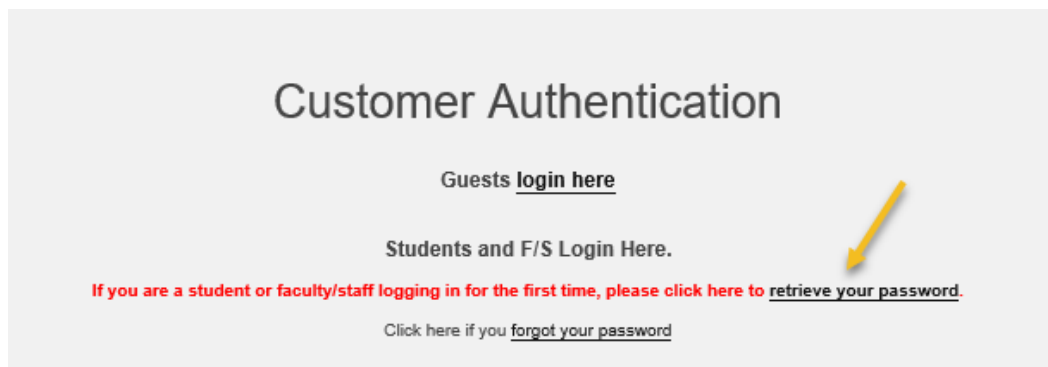 Customer Authentication
Guests login here
Students and F/S Login Here.
If you are a student or faculty/staff logging in for the first time, please click here to retrieve your password.
Click here if you forgot your password